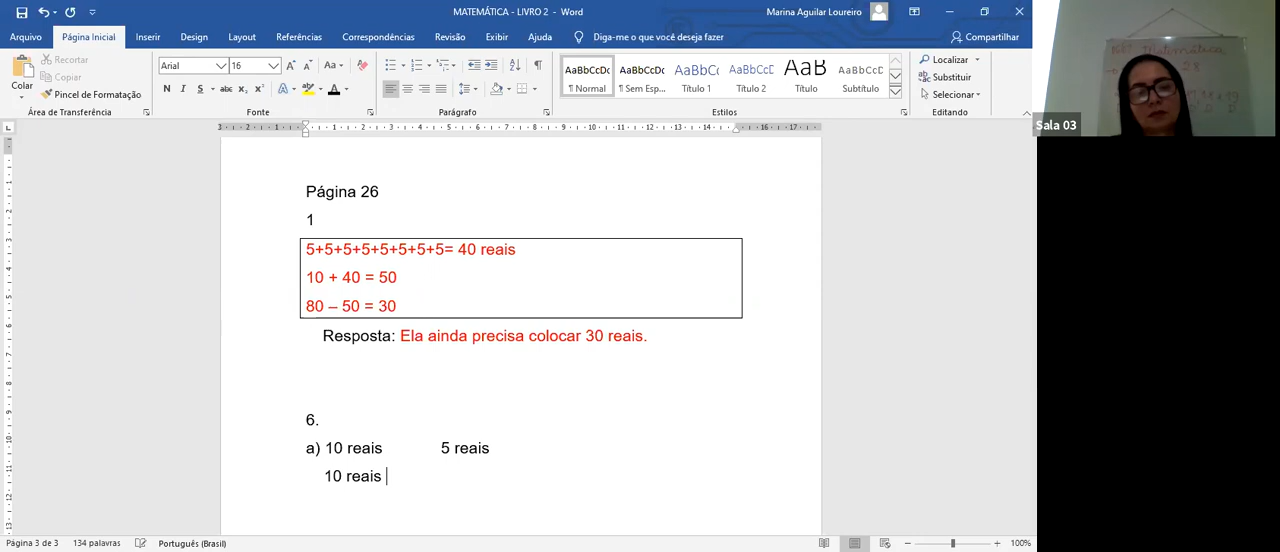 MATEMÁTICA - LIVRO 2 - Word
Marina Aguilar Loureiro
Arquivo Página Inicial Inserir Design Layout Referências Correspondências Revisão Exibir Ajuda Diga-me o que você deseja fazer Compartilhar
Colar
Recortar
Copiar
Pincel de Formatação
Área de Transferência
Arial 16
Fonte
Parágrafo
AaBbCcDc AaBbCcDc AaBbCc AaBbCcD AaB AaBbCcD
¶ Normal ¶ Sem Esp... Título 1 Título 2 Título Subtítulo
Estilos
Localizar
Substituir
Selecionar
Editando
Matemática
28
Sala 03
Página 26
1
5+5+5+5+5+5+5+5= 40 reais
10 + 40 = 50
80 – 50 = 30
Resposta: Ela ainda precisa colocar 30 reais.
6.
a) 10 reais 5 reais
10 reais
Página 3 de 3 134 palavras Português (Brasil) 100%